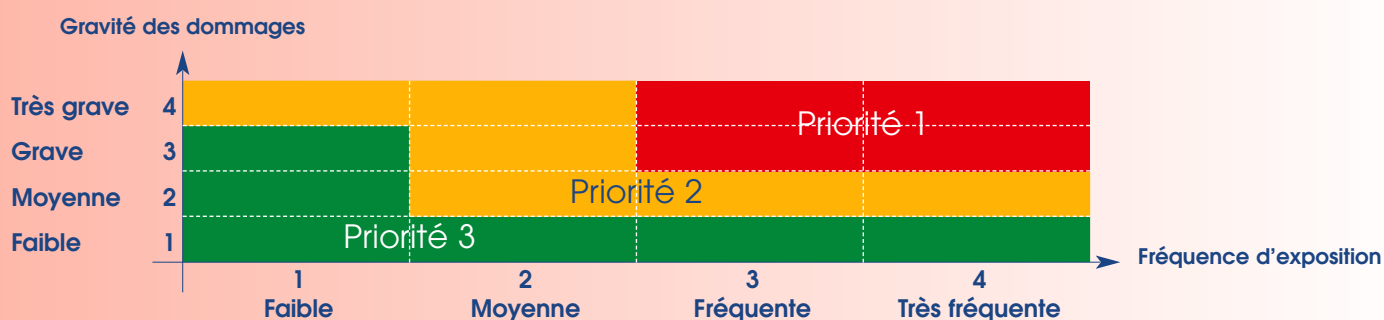 Gravité des dommages
Très grave 4
Priorité 1
Grave 3
Moyenne 2
Priorité 2
Faible 1
Priorité 3
Fréquence d’exposition
1 2 3 4
Faible Moyenne Fréquente Très fréquente